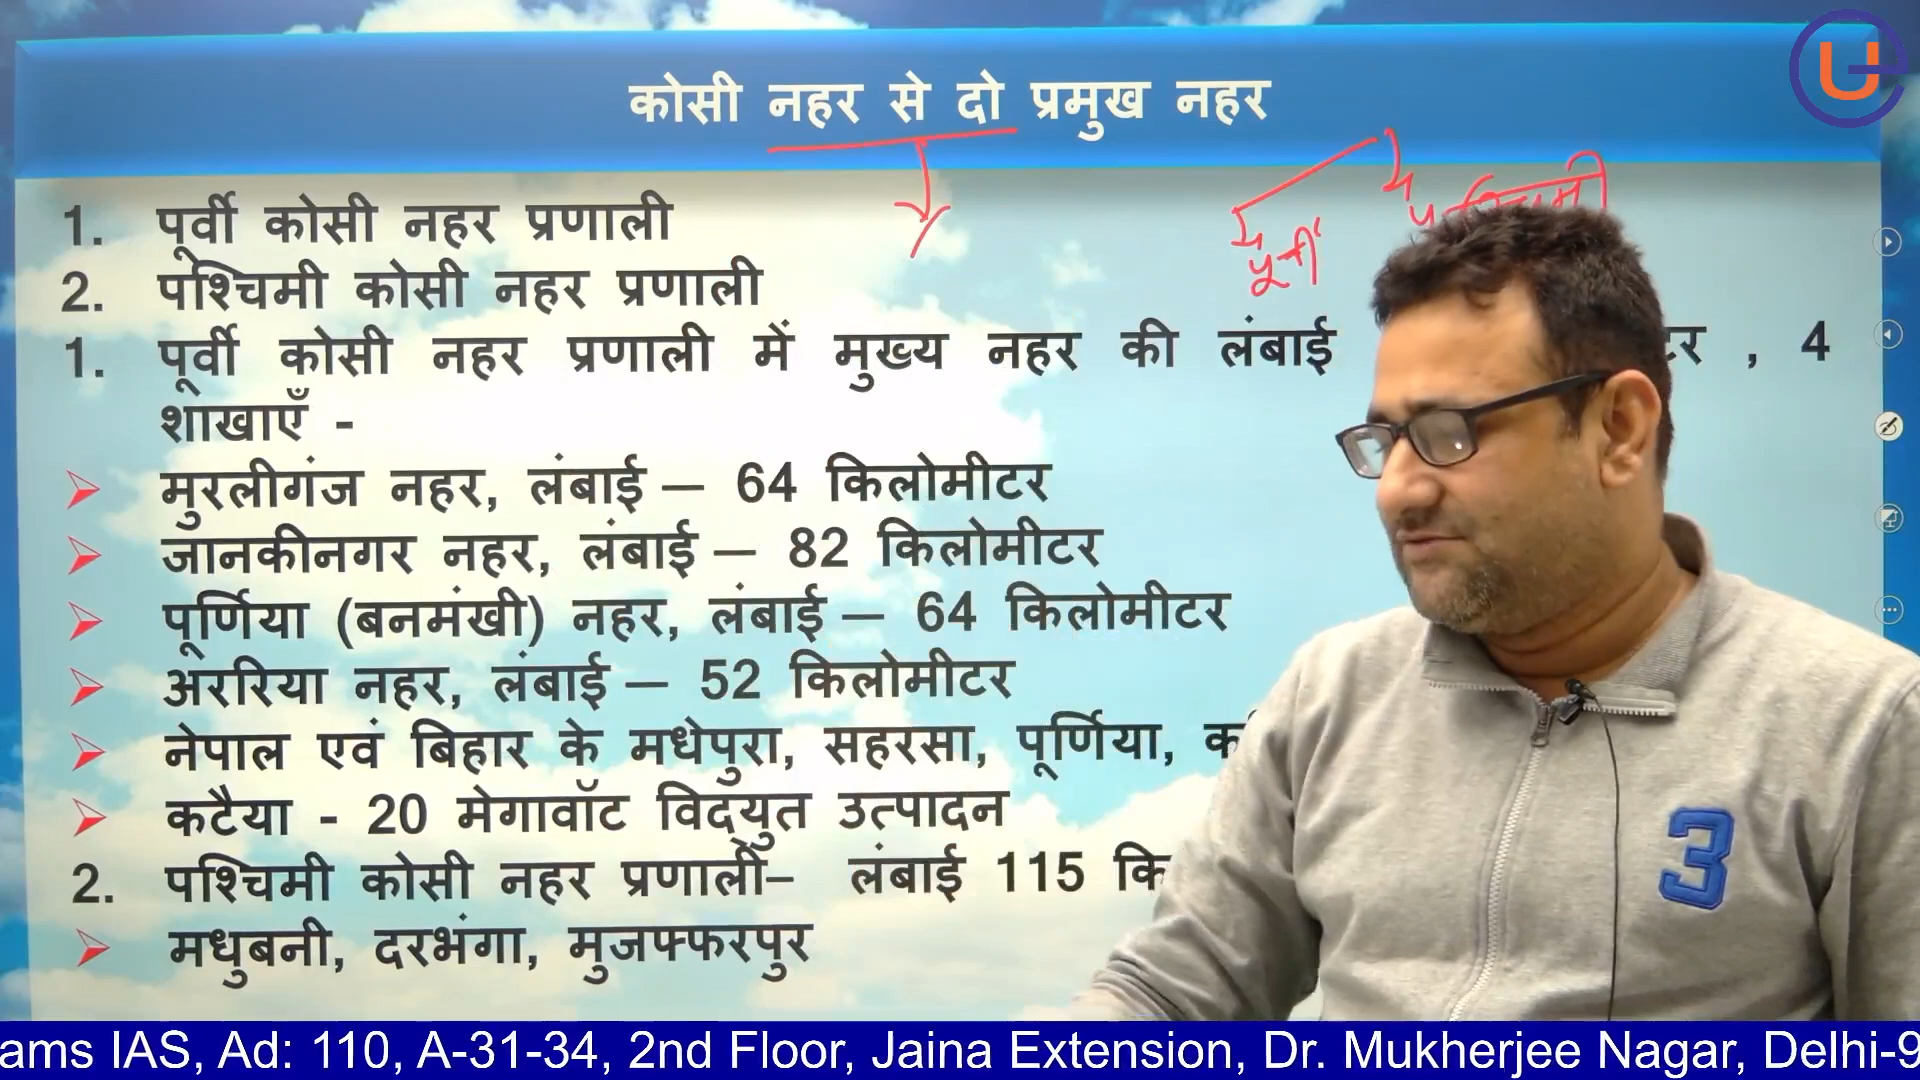 कोसी नहर से दो प्रमुख नहर
पूर्वी
1. पूर्वी कोसी नहर प्रणाली
2. पश्चिमी कोसी नहर प्रणाली
1. पूर्वी कोसी नहर प्रणाली में मुख्य नहर की लंबाई , 4
शाखाएँ -
मुरलीगंज नहर, लंबाई — 64 किलोमीटर
जानकीनगर नहर, लंबाई — 82 किलोमीटर
पूर्णिया (बनमंखी) नहर, लंबाई — 64 किलोमीटर
अररिया नहर, लंबाई — 52 किलोमीटर
नेपाल एवं बिहार के मधेपुरा, सहरसा, पूर्णिया,
कटैया - 20 मेगावॉट विद्युत उत्पादन
2. पश्चिमी कोसी नहर प्रणाली– लंबाई 115
मधुबनी, दरभंगा, मुजफ्फरपुर
3
ams IAS, Ad: 110, A-31-34, 2nd Floor, Jaina Extension, Dr. Mukherjee Nagar, Delhi-9